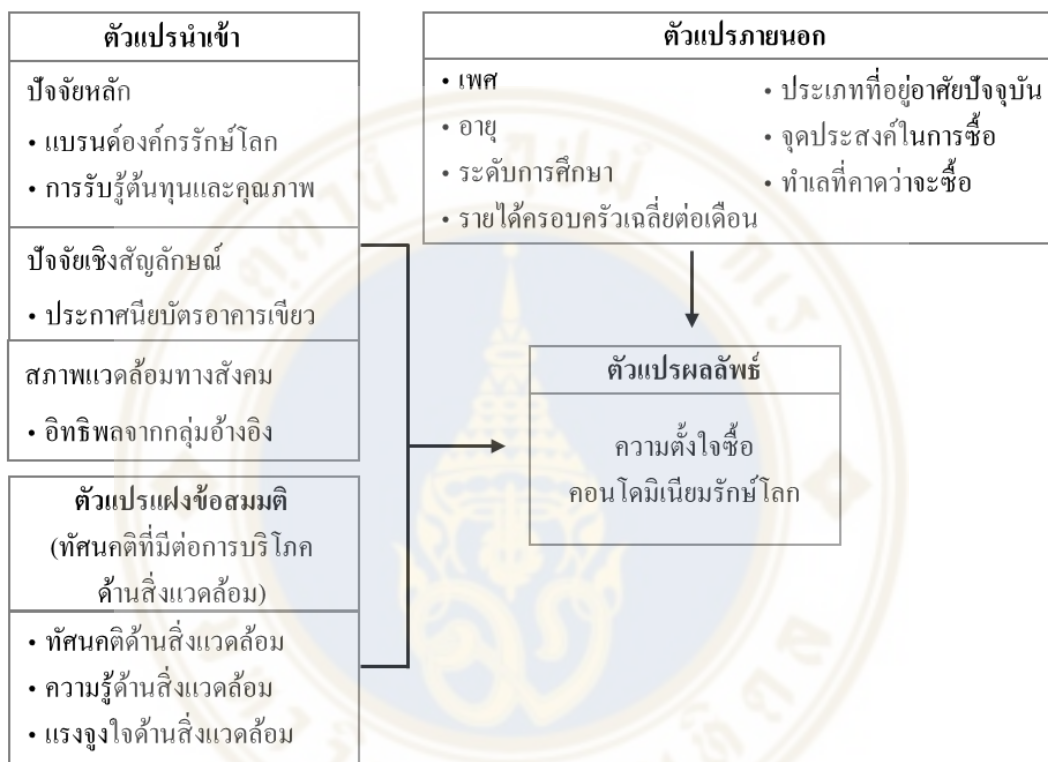 ตัวแปรนำเข้า
ปัจจัยหลัก
• แบรนด์องค์กรรักษ์โลก
• การรับรู้ต้นทุนและคุณภาพ
ปัจจัยเชิงสัญลักษณ์
• ประกาศนียบัตรอาคารเขียว
สภาพแวดล้อมทางสังคม
• อิทธิพลจากกลุ่มอ้างอิง
ตัวแปรแฝงข้อสมมติ
(ทัศนคติที่มีต่อการบริโภค
ด้านสิ่งแวดล้อม)
• ทัศนคติด้านสิ่งแวดล้อม
• ความรู้ด้านสิ่งแวดล้อม
• แรงจูงใจด้านสิ่งแวดล้อม
ตัวแปรภายนอก
• เพศ
• อายุ
• ระดับการศึกษา
• รายได้ครอบครัวเฉลี่ยต่อเดือน
• ประเภทที่อยู่อาศัยปัจจุบัน
• จุดประสงค์ในการซื้อ
• ทำเลที่คาดว่าจะซื้อ
ตัวแปรผลลัพธ์
ความตั้งใจซื้อ
คอนโดมิเนียมรักษ์โลก